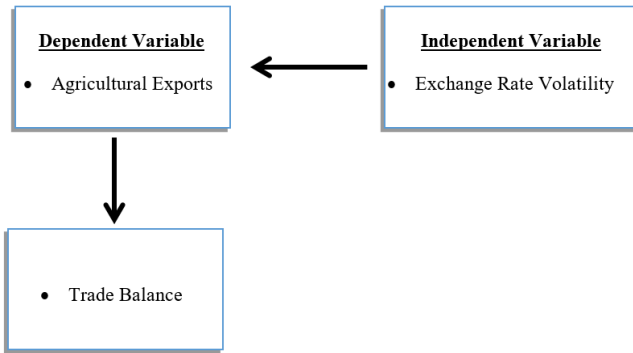 Dependent Variable
• Agricultural Exports
Independent Variable
• Exchange Rate Volatility
• Trade Balance